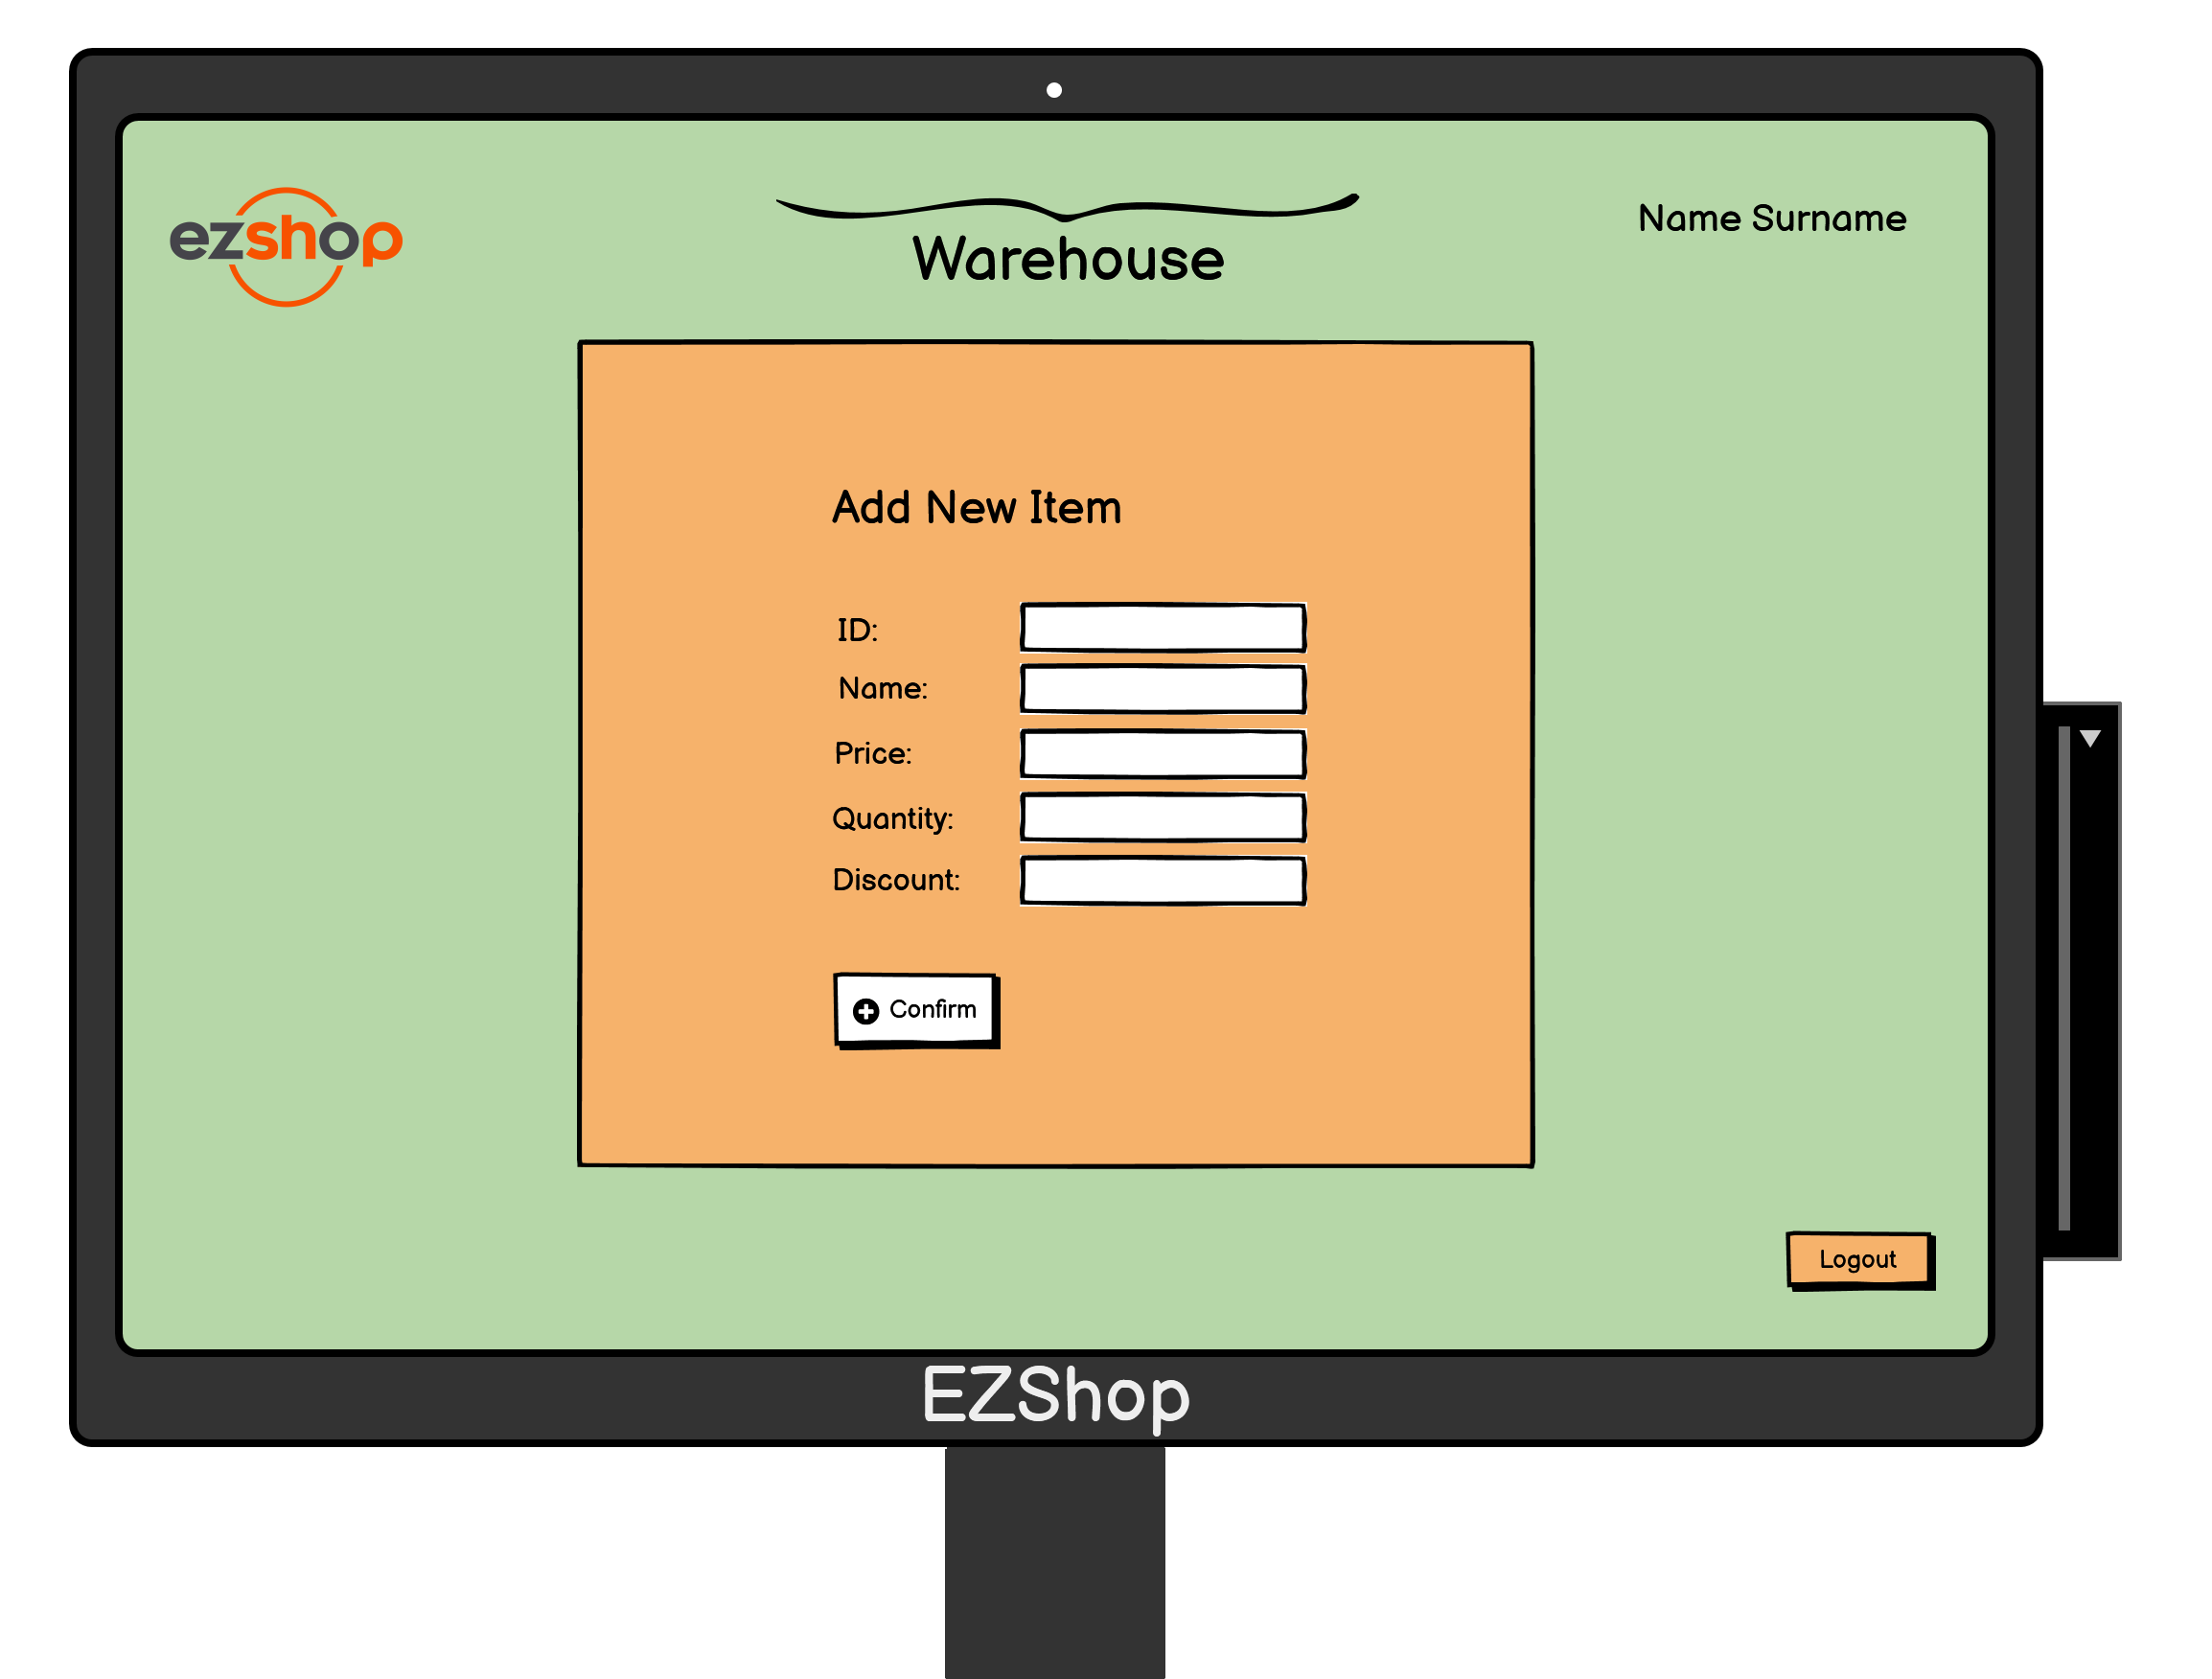 ezshop
Name Surname
Warehouse
Add New Item
ID:
Name:
Price:
Quantity:
Discount:
Confirm
Logout
EZShop